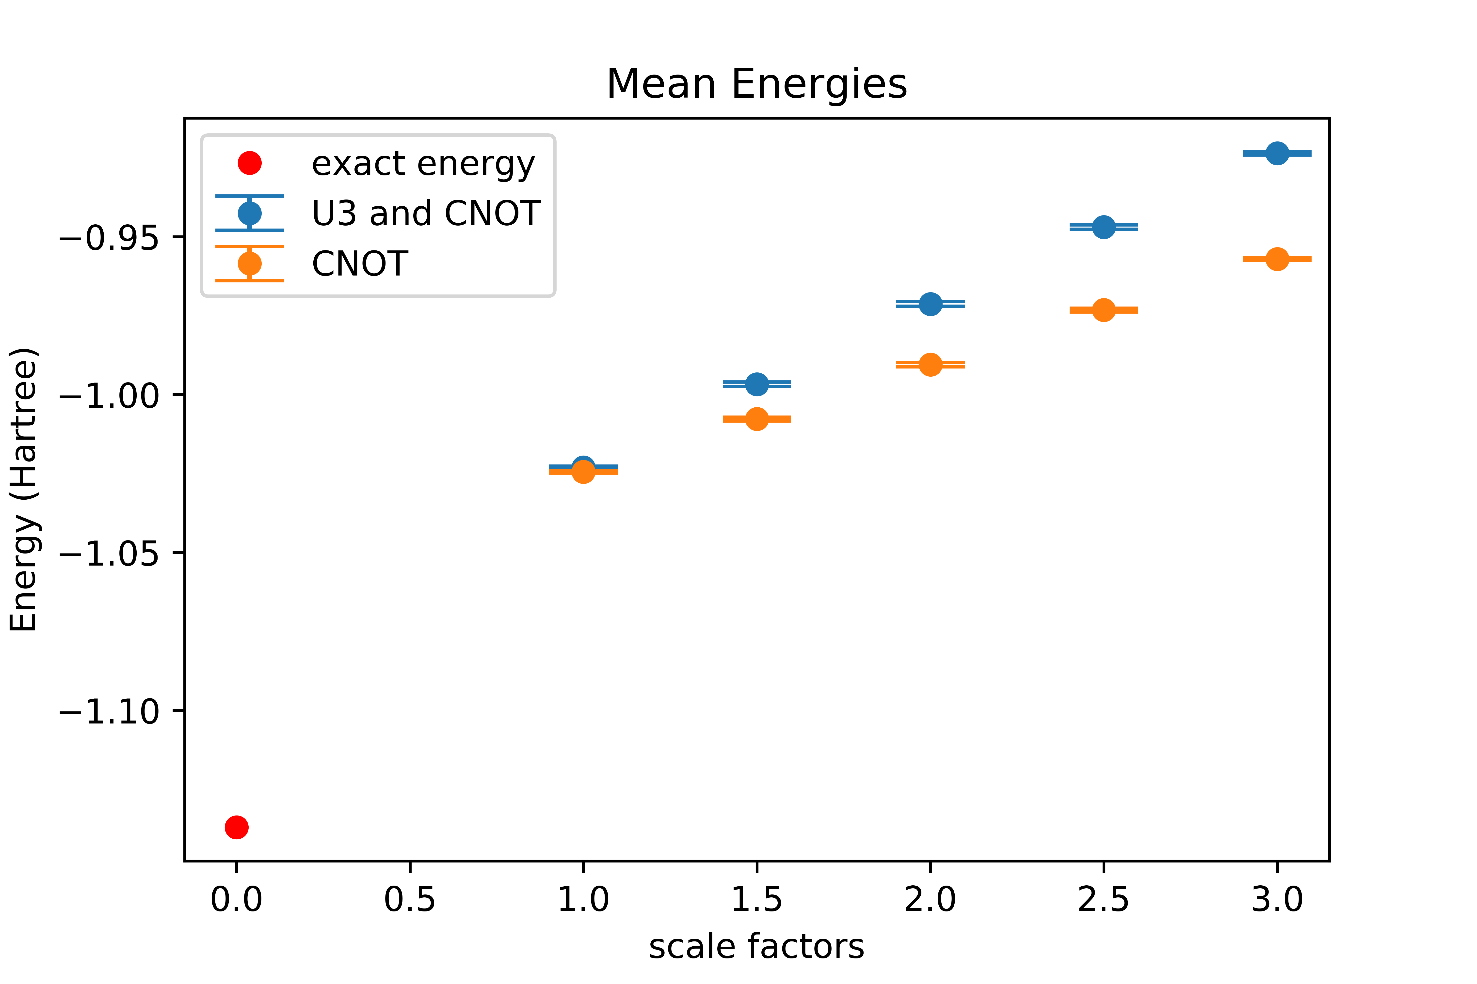 Mean Energies
exact energy
U3 and CNOT
CNOT
Energy (Hartree)
−0.95
−1.00
−1.05
−1.10
0.0 0.5 1.0 1.5 2.0 2.5 3.0
scale factors